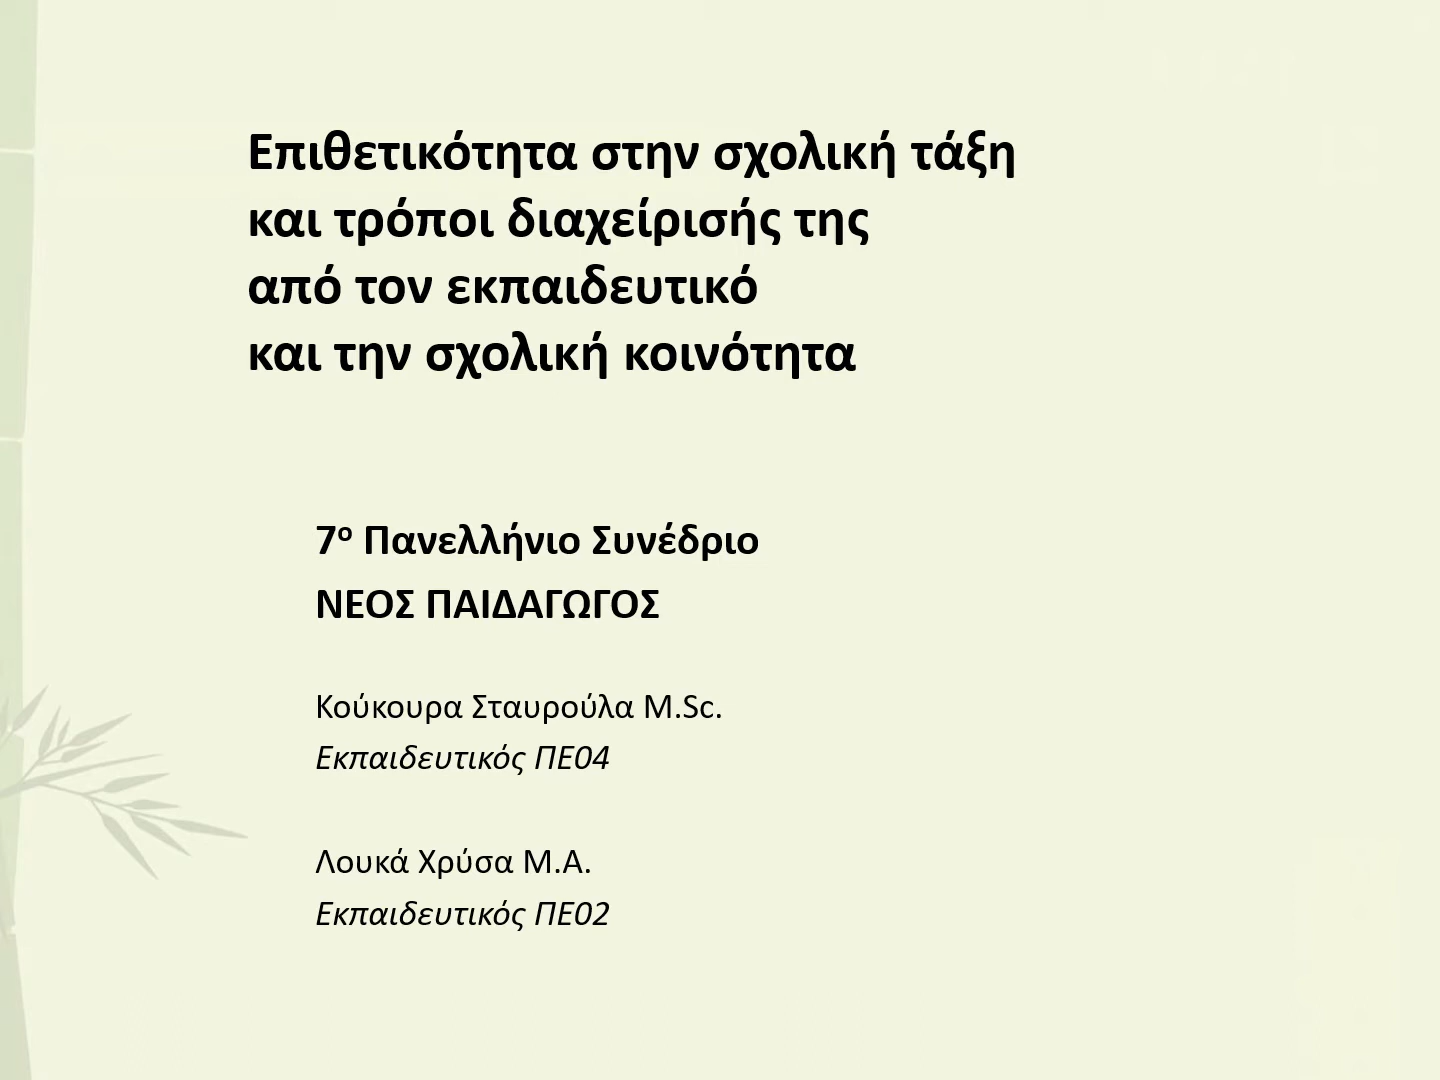 Επιθετικότητα στην σχολική τάξη
και τρόποι διαχείρισής της
από τον εκπαιδευτικό
και την σχολική κοινότητα
7ο Πανελλήνιο Συνέδριο
ΝΕΟΣ ΠΑΙΔΑΓΩΓΟΣ
Κούκουρα Σταυρούλα M.Sc.
Εκπαιδευτικός ΠΕ04
Λουκά Χρύσα Μ.Α.
Εκπαιδευτικός ΠΕ02